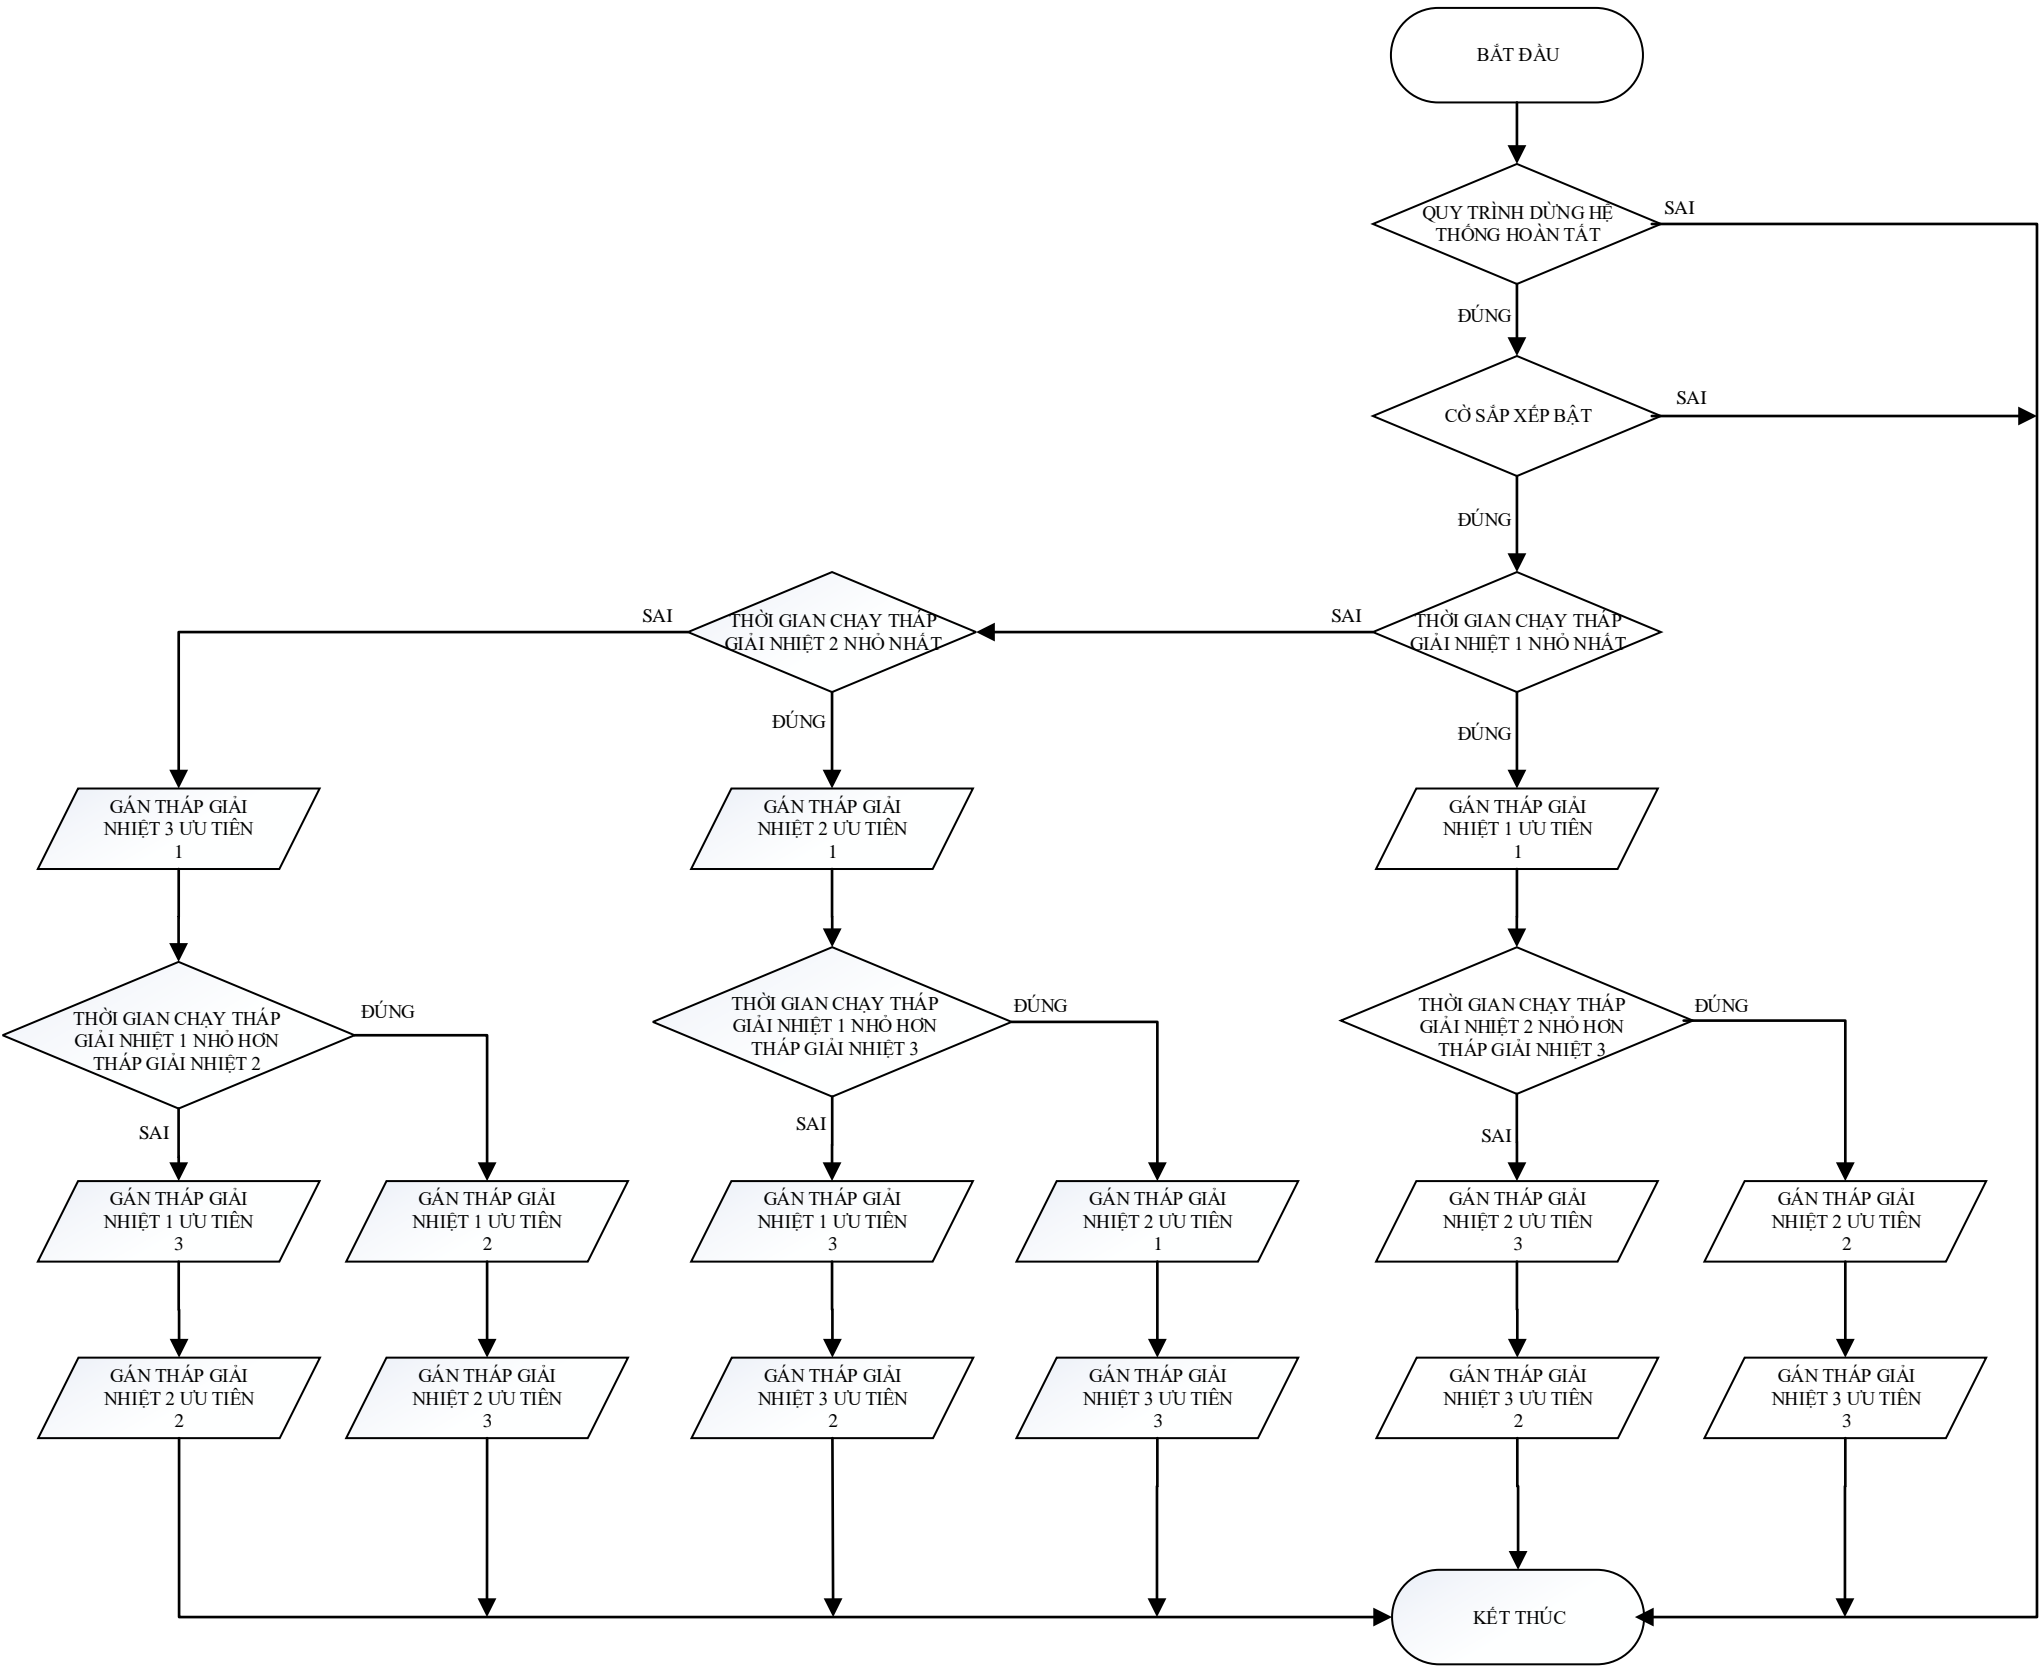 BẮT ĐẦU
QUY TRÌNH DỪNG HỆ
THỐNG HOÀN TẤT
SAI
ĐÚNG
CỜ SẮP XẾP BẬT
SAI
ĐÚNG
THỜI GIAN CHẠY THÁP
GIẢI NHIỆT 1 NHỎ NHẤT
SAI
THỜI GIAN CHẠY THÁP
GIẢI NHIỆT 2 NHỎ NHẤT
SAI
ĐÚNG
ĐÚNG
GÁN THÁP GIẢI
NHIỆT 3 ƯU TIÊN
1
GÁN THÁP GIẢI
NHIỆT 2 ƯU TIÊN
1
GÁN THÁP GIẢI
NHIỆT 1 ƯU TIÊN
1
THỜI GIAN CHẠY THÁP
GIẢI NHIỆT 1 NHỎ HƠN
THÁP GIẢI NHIỆT 2
ĐÚNG
SAI
THỜI GIAN CHẠY THÁP
GIẢI NHIỆT 1 NHỎ HƠN
THÁP GIẢI NHIỆT 3
ĐÚNG
SAI
THỜI GIAN CHẠY THÁP
GIẢI NHIỆT 2 NHỎ HƠN
THÁP GIẢI NHIỆT 3
ĐÚNG
SAI
GÁN THÁP GIẢI
NHIỆT 1 ƯU TIÊN
3
GÁN THÁP GIẢI
NHIỆT 1 ƯU TIÊN
2
GÁN THÁP GIẢI
NHIỆT 1 ƯU TIÊN
3
GÁN THÁP GIẢI
NHIỆT 2 ƯU TIÊN
1
GÁN THÁP GIẢI
NHIỆT 2 ƯU TIÊN
3
GÁN THÁP GIẢI
NHIỆT 2 ƯU TIÊN
2
GÁN THÁP GIẢI
NHIỆT 2 ƯU TIÊN
2
GÁN THÁP GIẢI
NHIỆT 2 ƯU TIÊN
3
GÁN THÁP GIẢI
NHIỆT 3 ƯU TIÊN
2
GÁN THÁP GIẢI
NHIỆT 3 ƯU TIÊN
3
GÁN THÁP GIẢI
NHIỆT 3 ƯU TIÊN
2
GÁN THÁP GIẢI
NHIỆT 3 ƯU TIÊN
3
KẾT THÚC